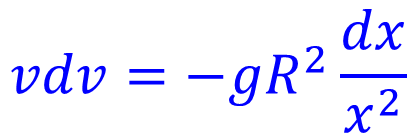 vdv = −gR² dx/x²